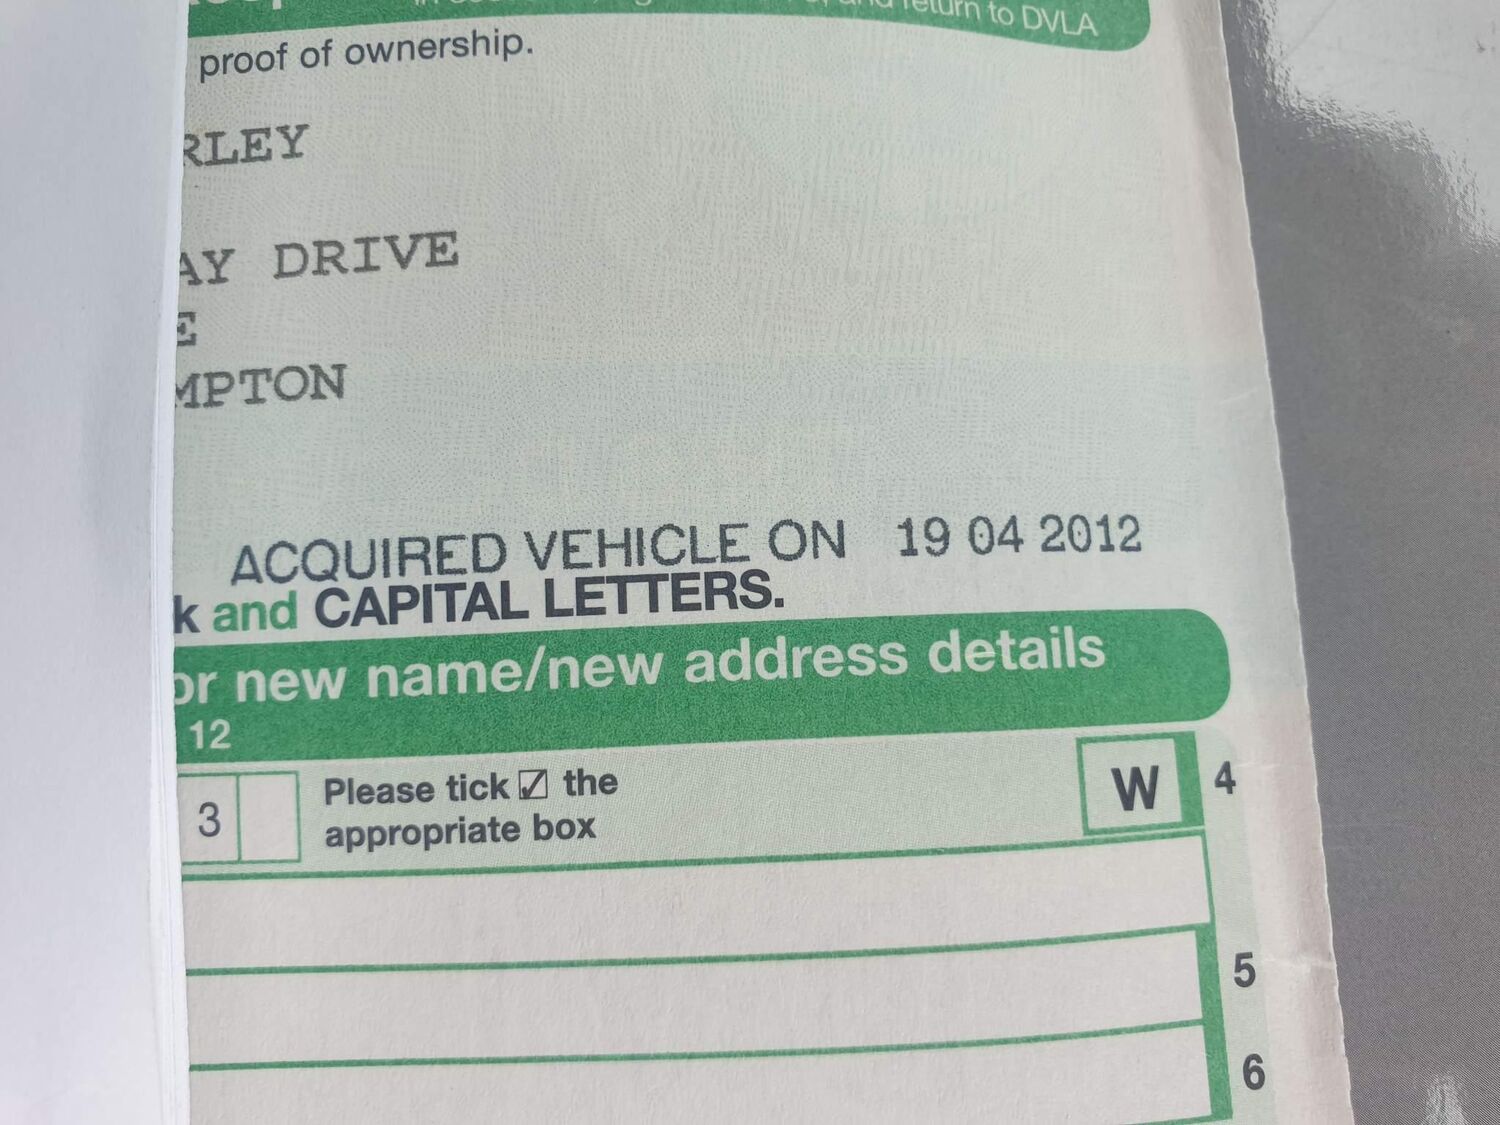 and return to DVLA
proof of ownership.
RLEY
AY DRIVE
E
MPTON
ACQUIRED VEHICLE ON 19 04 2012
k and CAPITAL LETTERS.
or new name/new address details
12
3 Please tick ☑ the
appropriate box
W 4
5
6